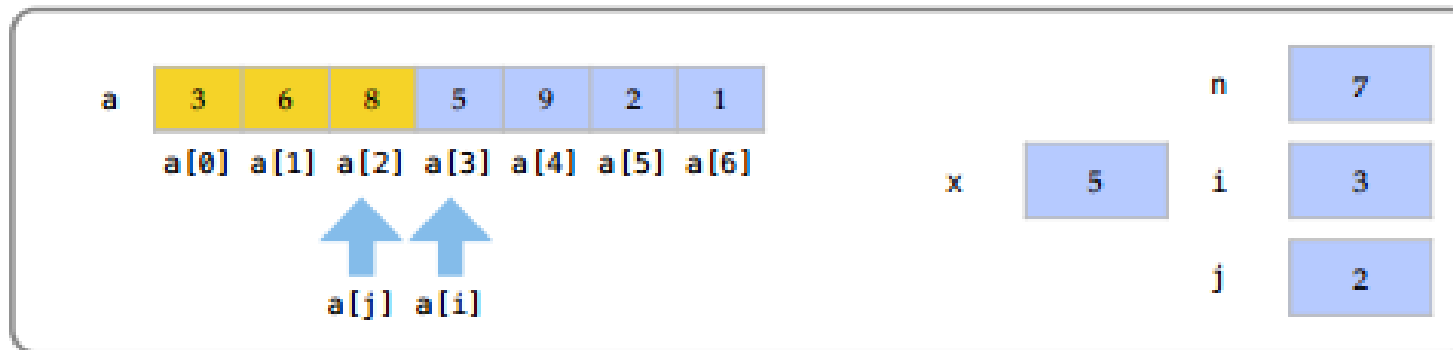 n 7
a 3 6 8 5 9 2 1
a[0] a[1] a[2] a[3] a[4] a[5] a[6]
x 5 i 3
j 2
a[j] a[i]